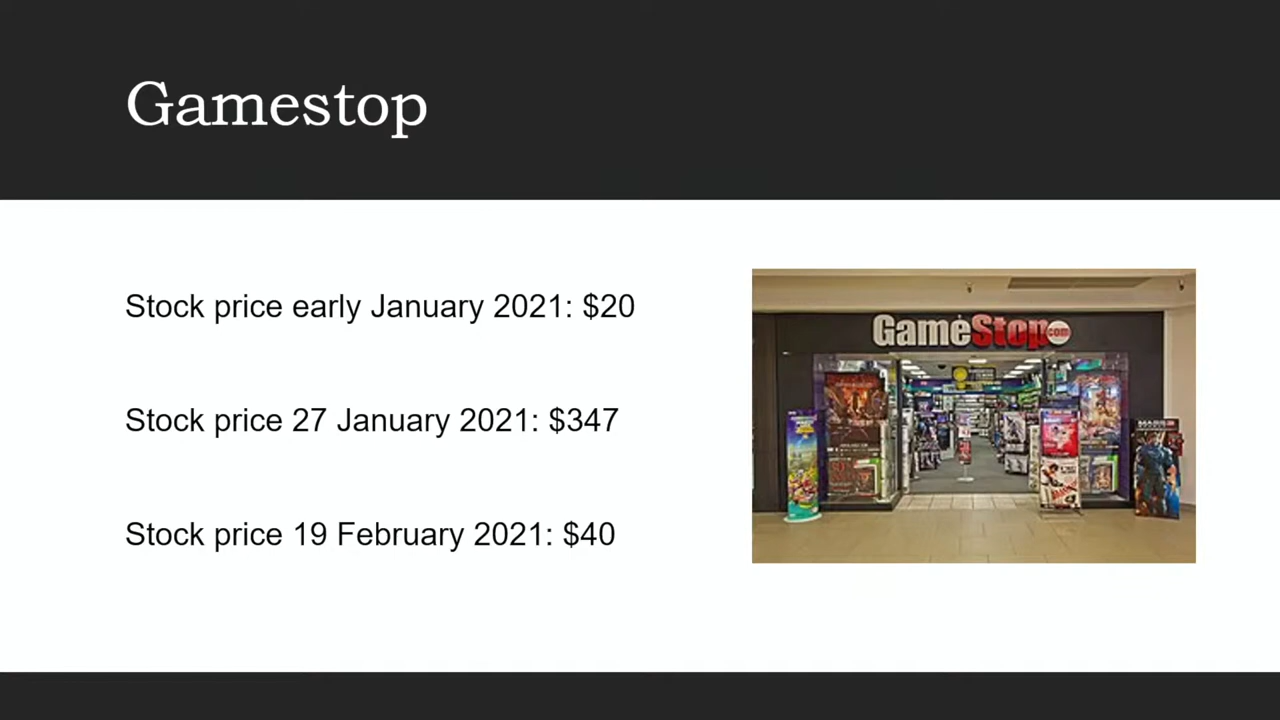 Gamestop
Stock price early January 2021: $20
Stock price 27 January 2021: $347
Stock price 19 February 2021: $40
GameStop.com